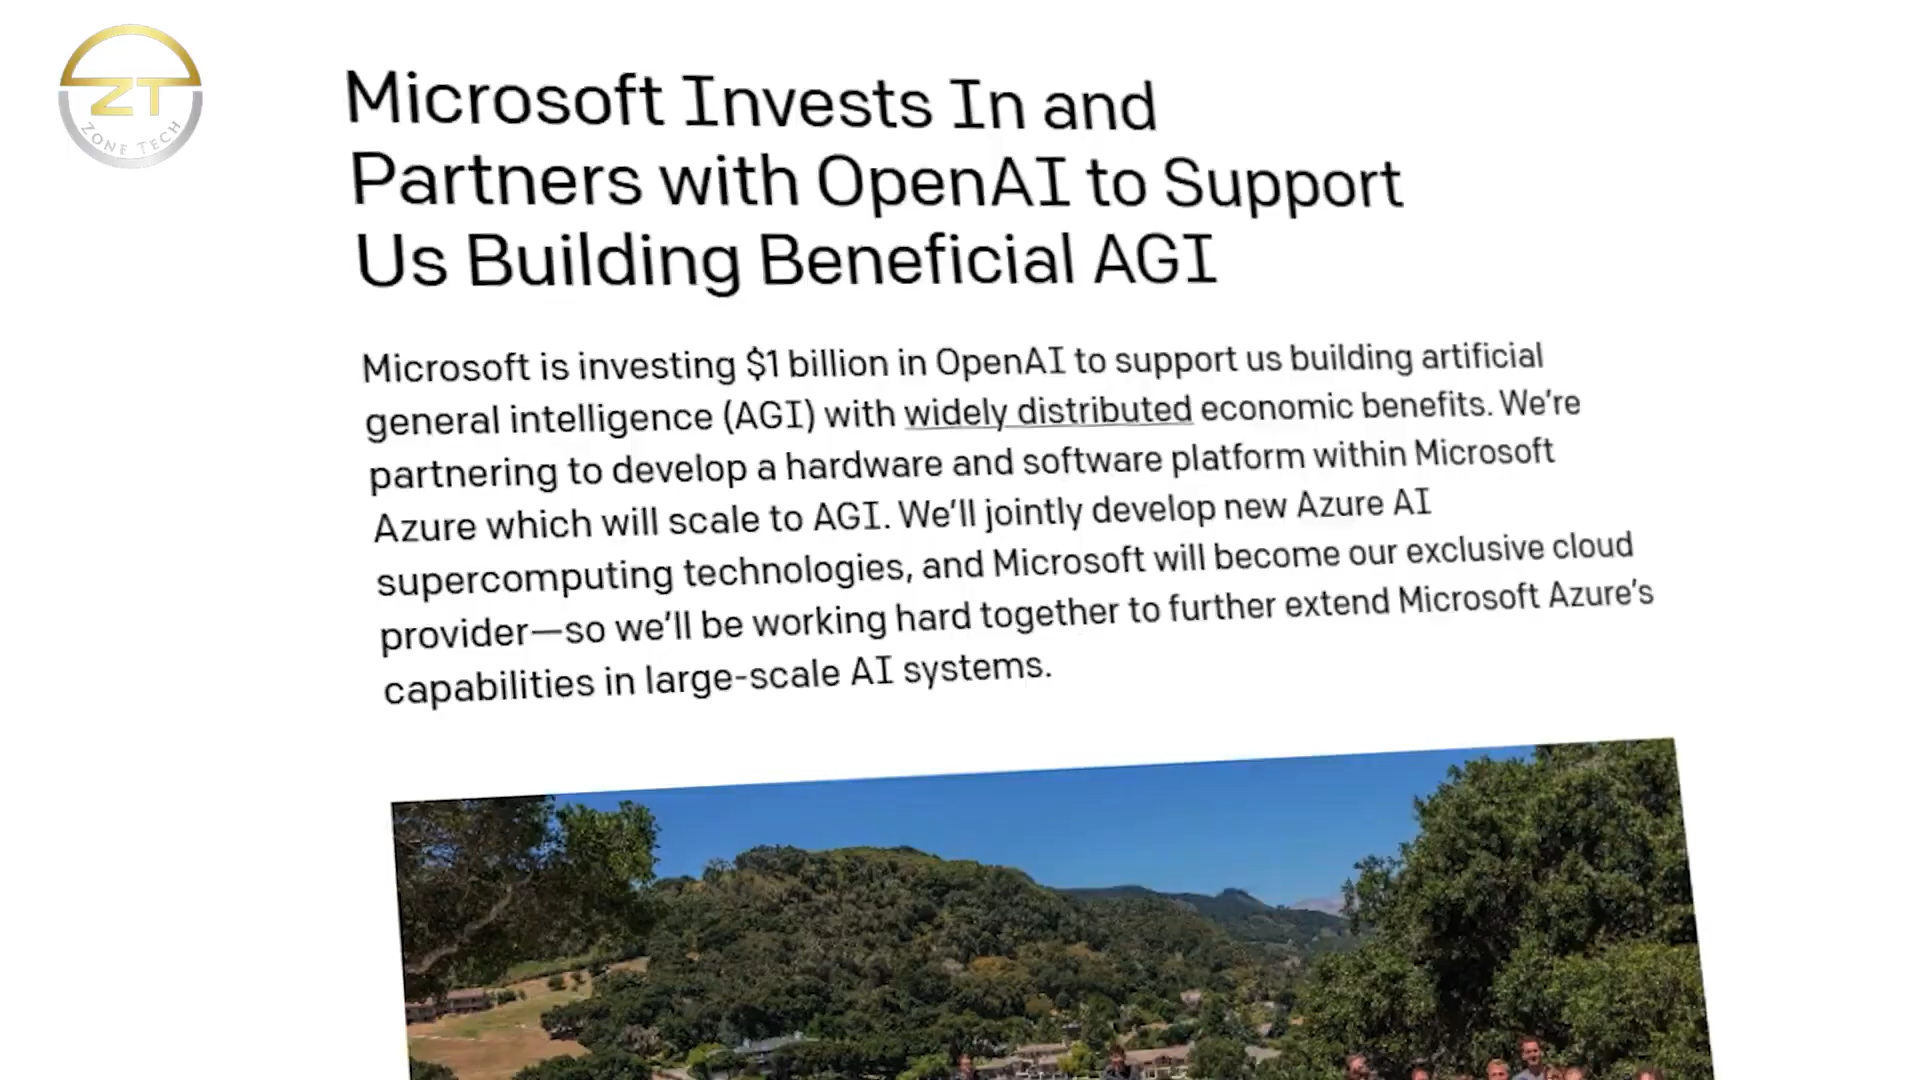 ZT
ZONE TECH
Microsoft Invests In and
Partners with OpenAI to Support
Us Building Beneficial AGI
Microsoft is investing $1 billion in OpenAI to support us building artificial
general intelligence (AGI) with widely distributed economic benefits. We’re
partnering to develop a hardware and software platform within Microsoft
Azure which will scale to AGI. We’ll jointly develop new Azure AI
supercomputing technologies, and Microsoft will become our exclusive cloud
provider—so we’ll be working hard together to further extend Microsoft Azure’s
capabilities in large-scale AI systems.